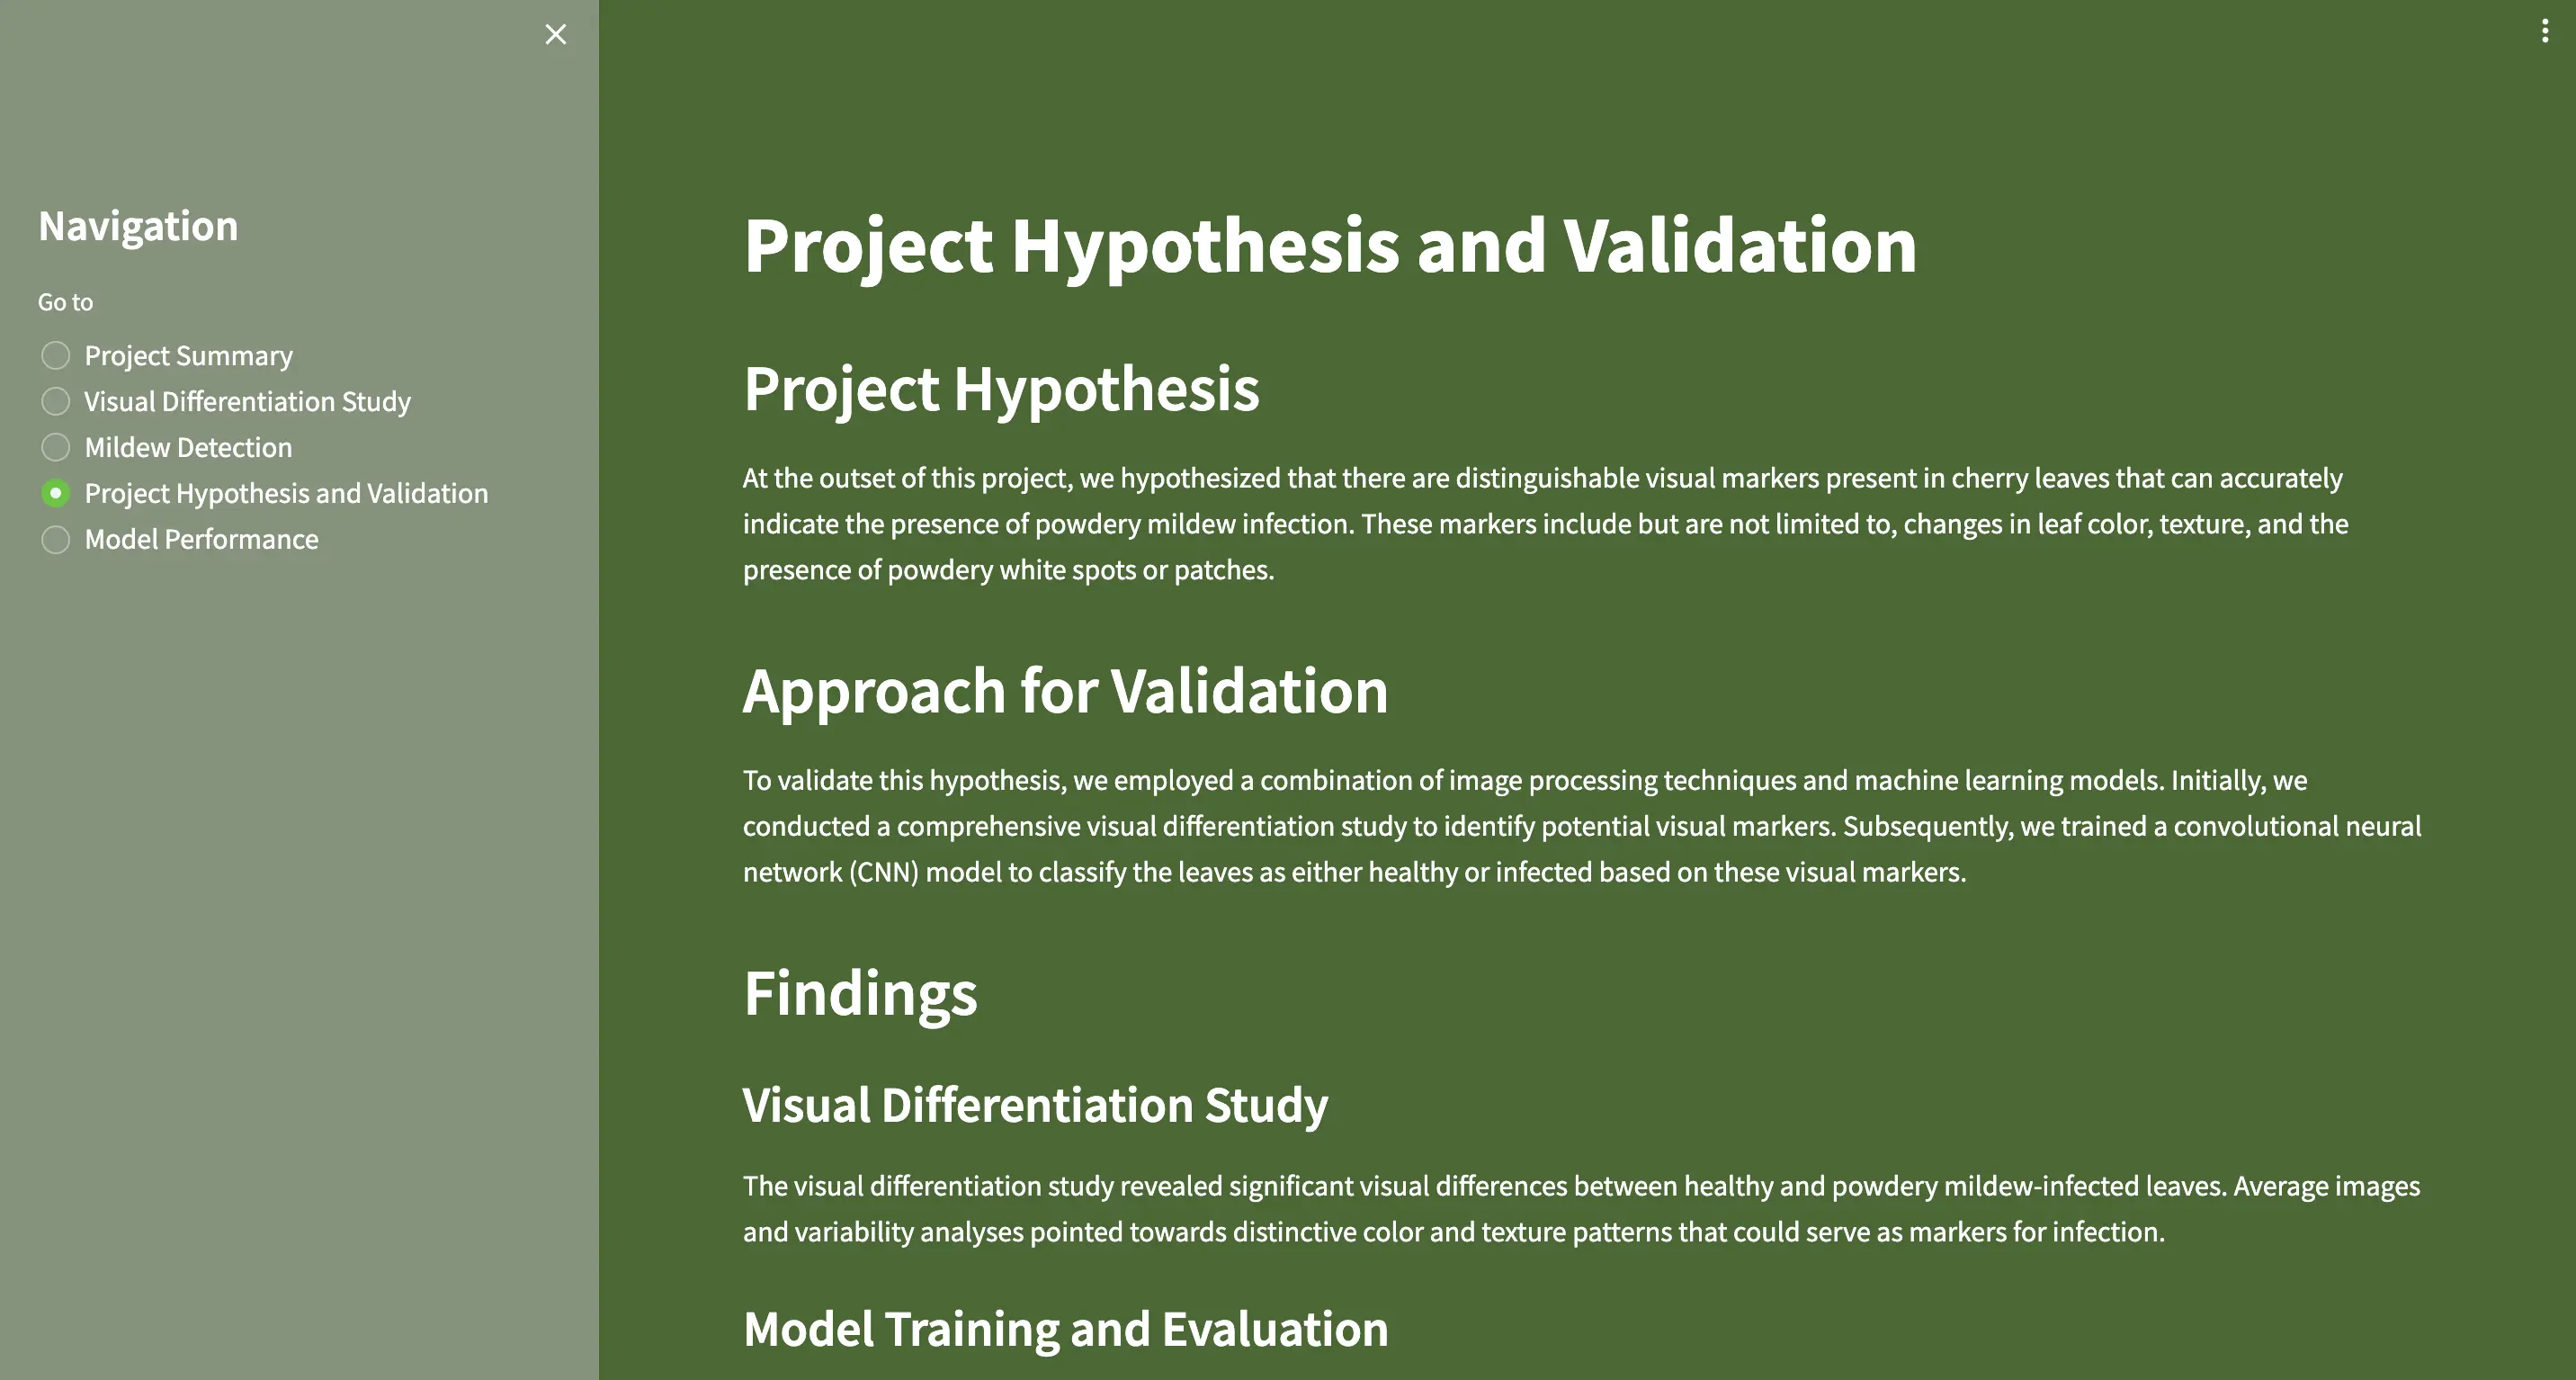 Navigation
Go to
Project Summary
Visual Differentiation Study
Mildew Detection
Project Hypothesis and Validation
Model Performance
Project Hypothesis and Validation
Project Hypothesis
At the outset of this project, we hypothesized that there are distinguishable visual markers present in cherry leaves that can accurately
indicate the presence of powdery mildew infection. These markers include but are not limited to, changes in leaf color, texture, and the
presence of powdery white spots or patches.
Approach for Validation
To validate this hypothesis, we employed a combination of image processing techniques and machine learning models. Initially, we
conducted a comprehensive visual differentiation study to identify potential visual markers. Subsequently, we trained a convolutional neural
network (CNN) model to classify the leaves as either healthy or infected based on these visual markers.
Findings
Visual Differentiation Study
The visual differentiation study revealed significant visual differences between healthy and powdery mildew-infected leaves. Average images
and variability analyses pointed towards distinctive color and texture patterns that could serve as markers for infection.
Model Training and Evaluation